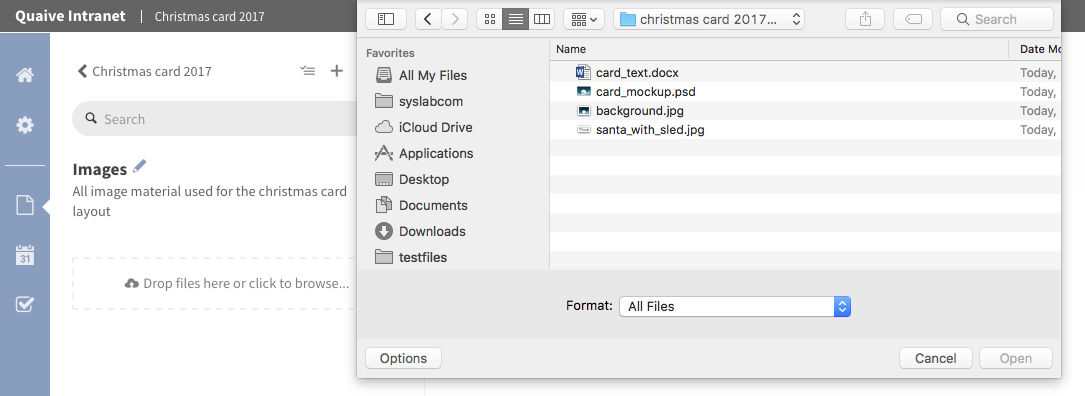 Quaive Intranet | Christmas card 2017
Christmas card 2017
Search
Images
All image material used for the christmas card
layout
Drop files here or click to browse...
31
christmas card 2017...
Search
Favorites
All My Files
syslabcom
iCloud Drive
Applications
Desktop
Documents
Downloads
testfiles
Name
Date Mo
card_text.docx
Today,
card_mockup.psd
Today,
background.jpg
Today,
santa_with_sled.jpg
Today,
Format:
All Files
Options
Cancel
Open